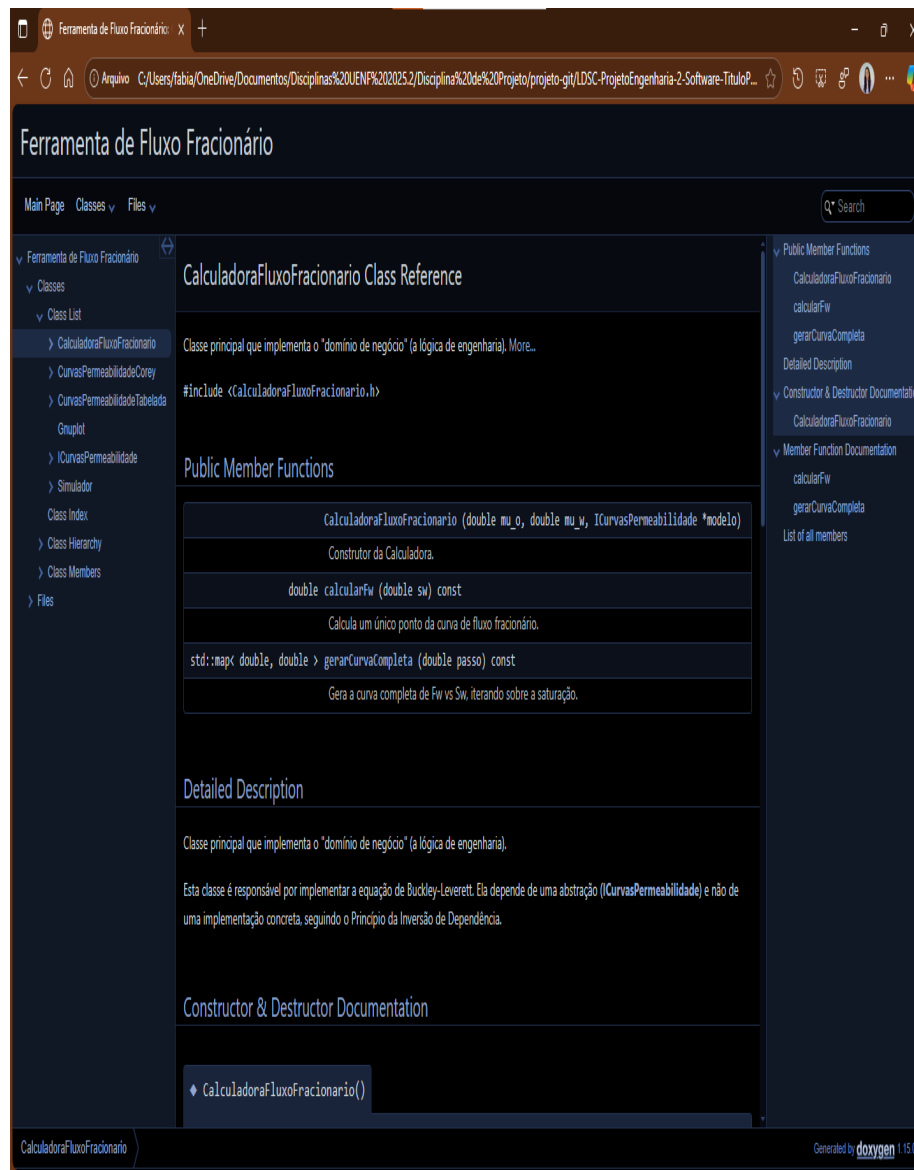 Ferramenta de Fluxo Fracionário:
Arquivo C:/Users/fabia/OneDrive/Documentos/Disciplinas%20UENF%202025.2/Disciplina%20de%20Projeto/projeto-git/LDSC-ProjetoEngenharia-2-Software-TituloP...
Ferramenta de Fluxo Fracionário
Main Page Classes Files
Search
Ferramenta de Fluxo Fracionário
Classes
Class List
CalculadoraFluxoFracionario
CurvasPermeabilidadeCorey
CurvasPermeabilidadeTabelada
Gnuplot
ICurvasPermeabilidade
Simulador
Class Index
Class Hierarchy
Class Members
Files
CalculadoraFluxoFracionario Class Reference
Classe principal que implementa o "domínio de negócio" (a lógica de engenharia). More...
#include <CalculadoraFluxoFracionario.h>
Public Member Functions
CalculadoraFluxoFracionario (double mu_o, double mu_w, ICurvasPermeabilidade *modelo)
Construtor da Calculadora.
double calcularFw (double sw) const
Calcula um único ponto da curva de fluxo fracionário.
std::map< double, double > gerarCurvaCompleta (double passo) const
Gera a curva completa de Fw vs Sw, iterando sobre a saturação.
Detailed Description
Classe principal que implementa o "domínio de negócio" (a lógica de engenharia).
Esta classe é responsável por implementar a equação de Buckley-Leverett. Ela depende de uma abstração (ICurvasPermeabilidade) e não de
uma implementação concreta, seguindo o Princípio da Inversão de Dependência.
Constructor & Destructor Documentation
◆ CalculadoraFluxoFracionario()
Public Member Functions
CalculadoraFluxoFracionario
calcularFw
gerarCurvaCompleta
Detailed Description
Constructor & Destructor Documentati
CalculadoraFluxoFracionario
Member Function Documentation
calcularFw
gerarCurvaCompleta
List of all members
CalculadoraFluxoFracionario
Generated by doxygen 1.15.